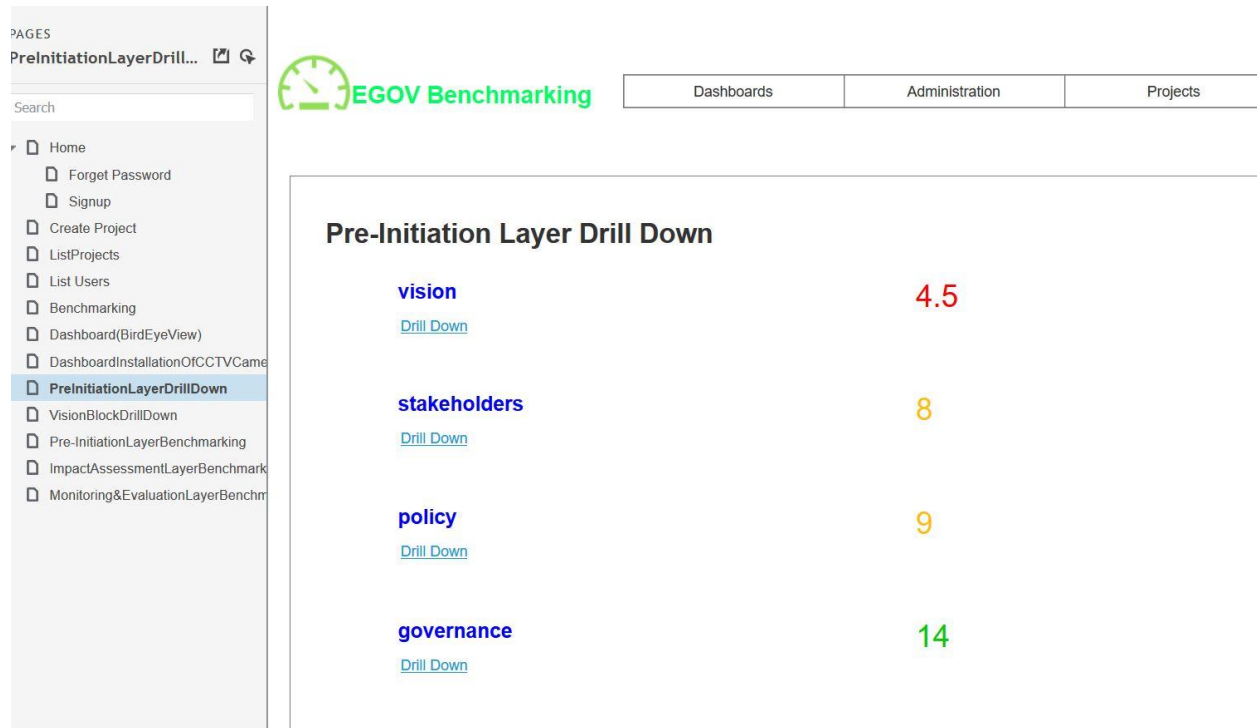 PAGES
PreInitiationLayerDrill...
Search
Home
Forget Password
Signup
Create Project
ListProjects
List Users
Benchmarking
Dashboard(BirdEyeView)
DashboardInstallationOfCCTVCame
PreInitiationLayerDrillDown
VisionBlockDrillDown
Pre-InitiationLayerBenchmarking
ImpactAssessmentLayerBenchmark
Monitoring&EvaluationLayerBenchm
EGOV Benchmarking
Dashboards Administration Projects
Pre-Initiation Layer Drill Down
vision 4.5
Drill Down
stakeholders 8
Drill Down
policy 9
Drill Down
governance 14
Drill Down